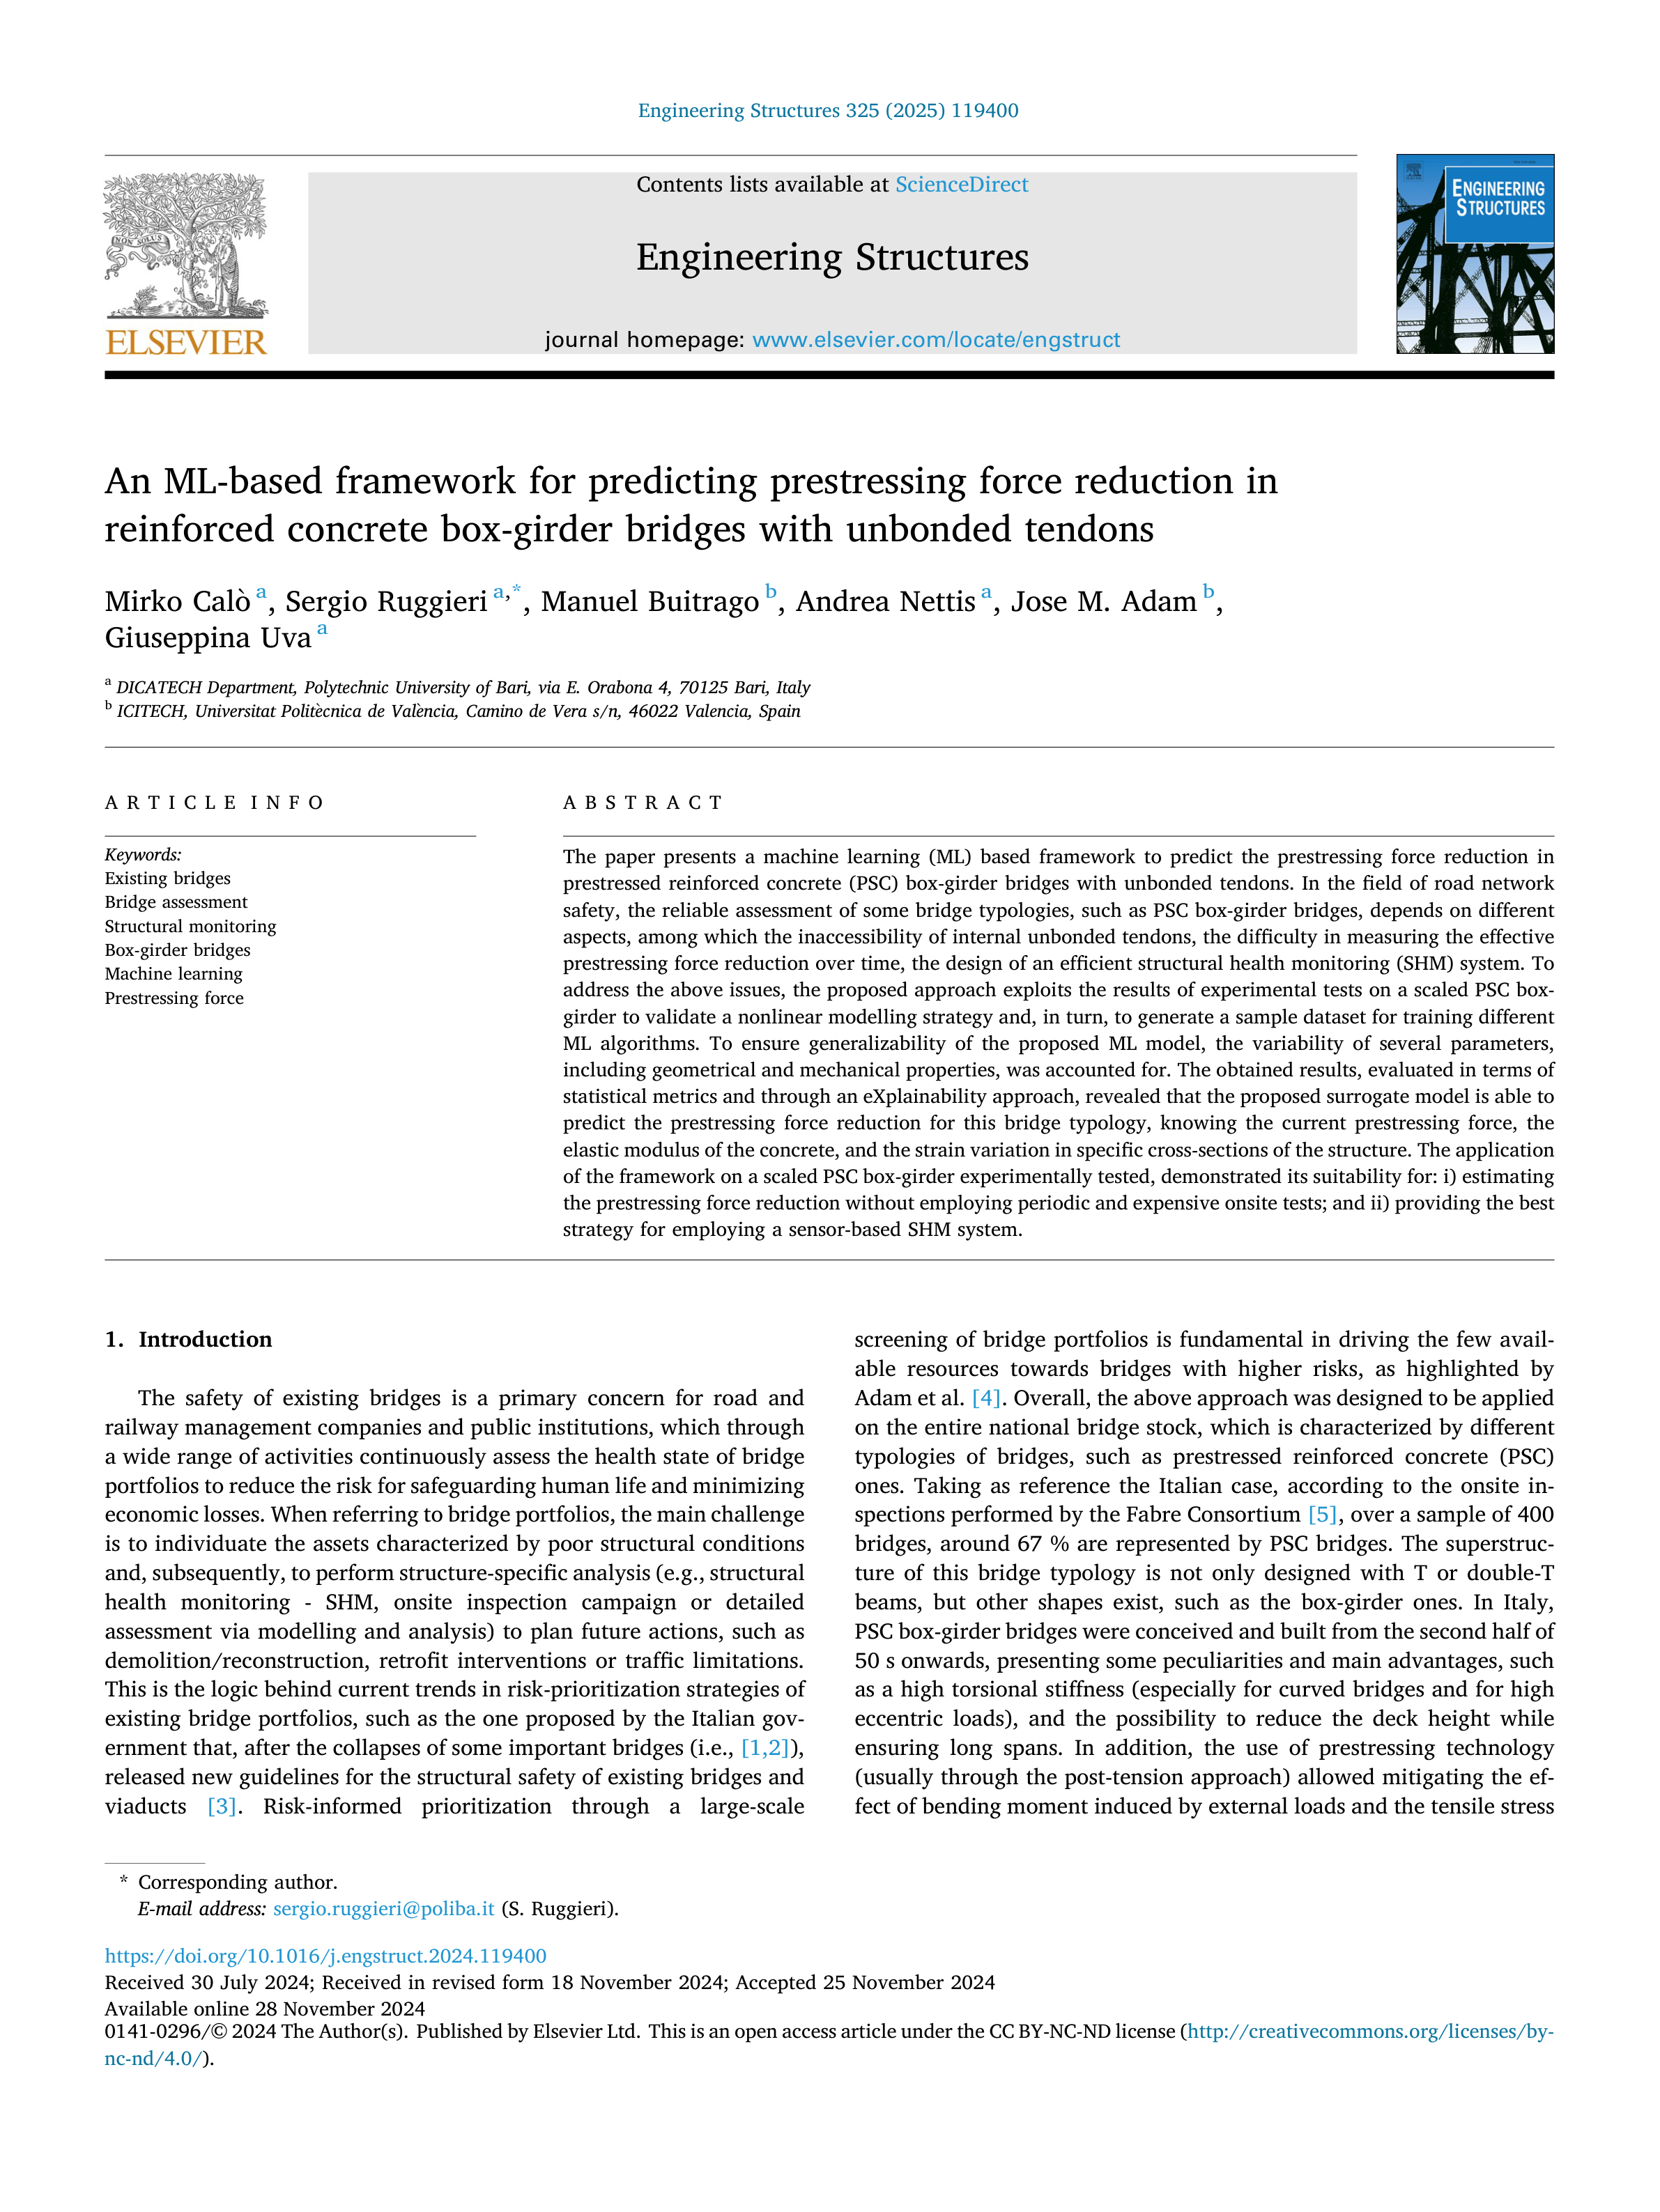 Engineering Structures 325 (2025) 119400
Contents lists available at ScienceDirect
Engineering Structures
journal homepage: www.elsevier.com/locate/engstruct
NON SOLUS
ELSEVIER
ENGINEERING
STRUCTURES
An ML-based framework for predicting prestressing force reduction in
reinforced concrete box-girder bridges with unbonded tendons
Mirko Calò a, Sergio Ruggieri a,*, Manuel Buitrago b, Andrea Nettis a, Jose M. Adam b,
Giuseppina Uva a
a DICATECH Department, Polytechnic University of Bari, via E. Orabona 4, 70125 Bari, Italy
b ICITECH, Universitat Politècnica de València, Camino de Vera s/n, 46022 Valencia, Spain
A R T I C L E I N F O
Keywords:
Existing bridges
Bridge assessment
Structural monitoring
Box-girder bridges
Machine learning
Prestressing force
A B S T R A C T
The paper presents a machine learning (ML) based framework to predict the prestressing force reduction in
prestressed reinforced concrete (PSC) box-girder bridges with unbonded tendons. In the field of road network
safety, the reliable assessment of some bridge typologies, such as PSC box-girder bridges, depends on different
aspects, among which the inaccessibility of internal unbonded tendons, the difficulty in measuring the effective
prestressing force reduction over time, the design of an efficient structural health monitoring (SHM) system. To
address the above issues, the proposed approach exploits the results of experimental tests on a scaled PSC box-
girder to validate a nonlinear modelling strategy and, in turn, to generate a sample dataset for training different
ML algorithms. To ensure generalizability of the proposed ML model, the variability of several parameters,
including geometrical and mechanical properties, was accounted for. The obtained results, evaluated in terms of
statistical metrics and through an eXplainability approach, revealed that the proposed surrogate model is able to
predict the prestressing force reduction for this bridge typology, knowing the current prestressing force, the
elastic modulus of the concrete, and the strain variation in specific cross-sections of the structure. The application
of the framework on a scaled PSC box-girder experimentally tested, demonstrated its suitability for: i) estimating
the prestressing force reduction without employing periodic and expensive onsite tests; and ii) providing the best
strategy for employing a sensor-based SHM system.
1. Introduction
The safety of existing bridges is a primary concern for road and
railway management companies and public institutions, which through
a wide range of activities continuously assess the health state of bridge
portfolios to reduce the risk for safeguarding human life and minimizing
economic losses. When referring to bridge portfolios, the main challenge
is to individuate the assets characterized by poor structural conditions
and, subsequently, to perform structure-specific analysis (e.g., structural
health monitoring - SHM, onsite inspection campaign or detailed
assessment via modelling and analysis) to plan future actions, such as
demolition/reconstruction, retrofit interventions or traffic limitations.
This is the logic behind current trends in risk-prioritization strategies of
existing bridge portfolios, such as the one proposed by the Italian gov-
ernment that, after the collapses of some important bridges (i.e., [1,2]),
released new guidelines for the structural safety of existing bridges and
viaducts [3]. Risk-informed prioritization through a large-scale
screening of bridge portfolios is fundamental in driving the few avail-
able resources towards bridges with higher risks, as highlighted by
Adam et al. [4]. Overall, the above approach was designed to be applied
on the entire national bridge stock, which is characterized by different
typologies of bridges, such as prestressed reinforced concrete (PSC)
ones. Taking as reference the Italian case, according to the onsite in-
spections performed by the Fabre Consortium [5], over a sample of 400
bridges, around 67 % are represented by PSC bridges. The superstruc-
ture of this bridge typology is not only designed with T or double-T
beams, but other shapes exist, such as the box-girder ones. In Italy,
PSC box-girder bridges were conceived and built from the second half of
50 s onwards, presenting some peculiarities and main advantages, such
as a high torsional stiffness (especially for curved bridges and for high
eccentric loads), and the possibility to reduce the deck height while
ensuring long spans. In addition, the use of prestressing technology
(usually through the post-tension approach) allowed mitigating the ef-
fect of bending moment induced by external loads and the tensile stress
* Corresponding author.
E-mail address: sergio.ruggieri@poliba.it (S. Ruggieri).
https://doi.org/10.1016/j.engstruct.2024.119400
Received 30 July 2024; Received in revised form 18 November 2024; Accepted 25 November 2024
Available online 28 November 2024
0141-0296/© 2024 The Author(s). Published by Elsevier Ltd. This is an open access article under the CC BY-NC-ND license (http://creativecommons.org/licenses/by-
nc-nd/4.0/).